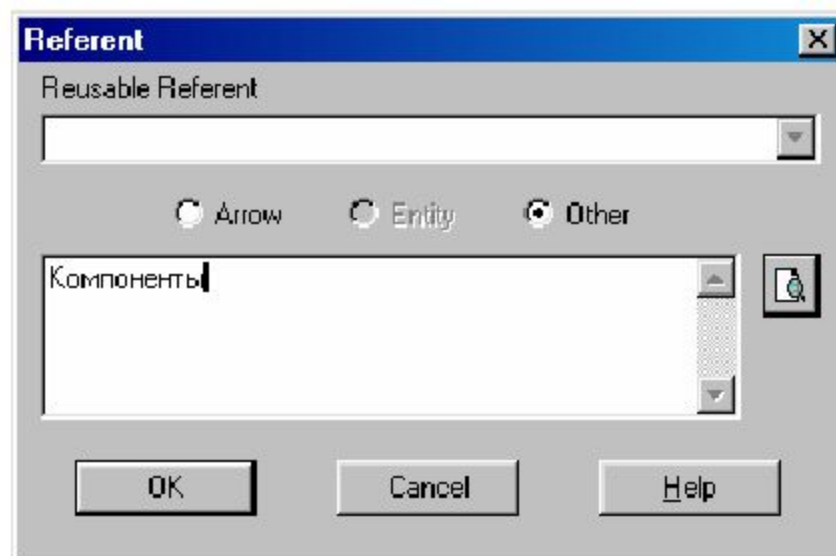 Referent
Reusable Referent
Arrow Entity Other
Компоненты
OK Cancel Help